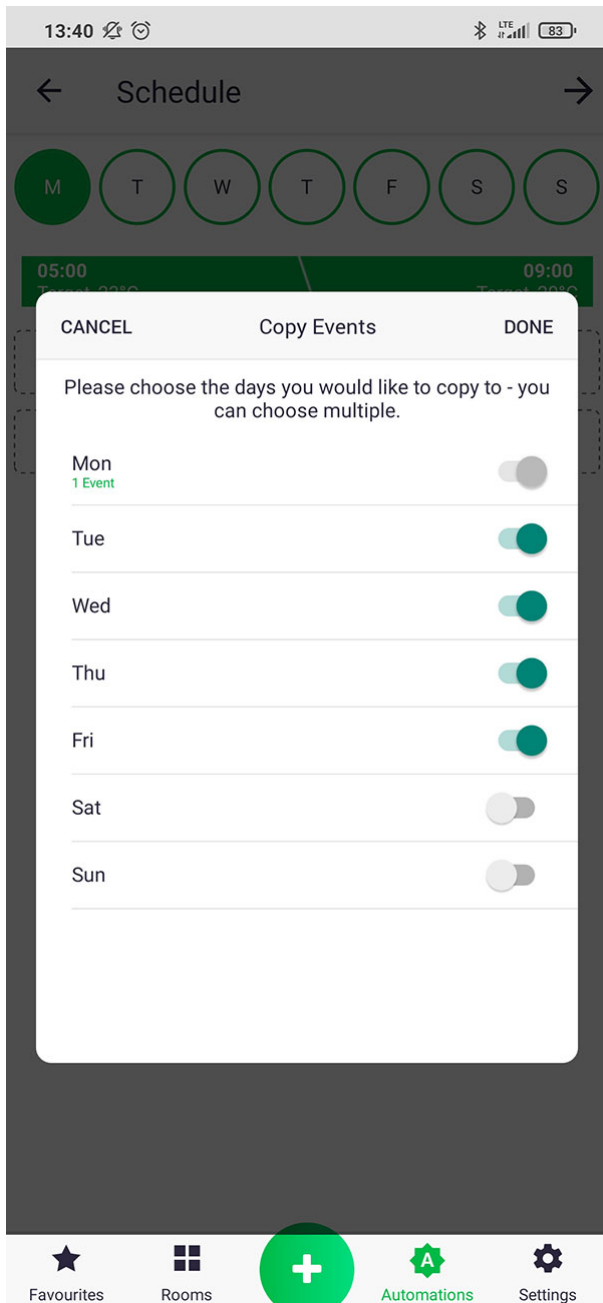 13:40
LTE
83
Schedule
M T W T F S S
05:00 09:00
CANCEL Copy Events DONE
Please choose the days you would like to copy to - you
can choose multiple.
Mon
1 Event
Tue
Wed
Thu
Fri
Sat
Sun
A
Favourites Rooms Automations Settings